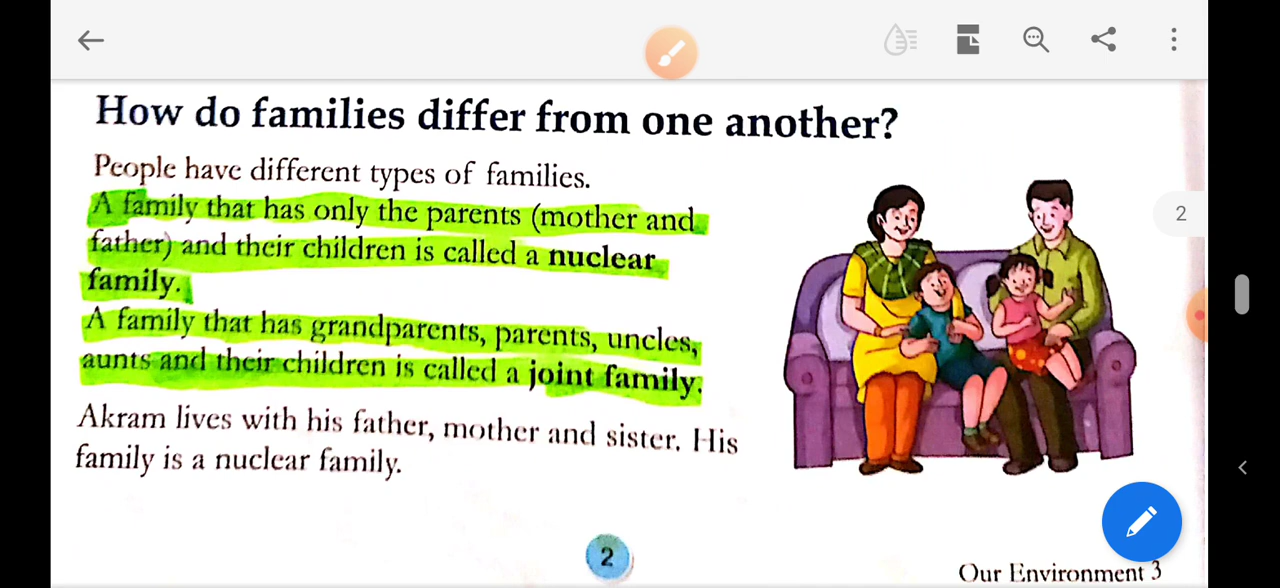 How do families differ from one another?
People have different types of families.
2
A family that has only the parents (mother and
father) and their children is called a nuclear
family.
A family that has grandparents, parents, uncles,
aunts and their children is called a joint family.
Akram lives with his father, mother and sister. His
family is a nuclear family.
2
Our Environment 3